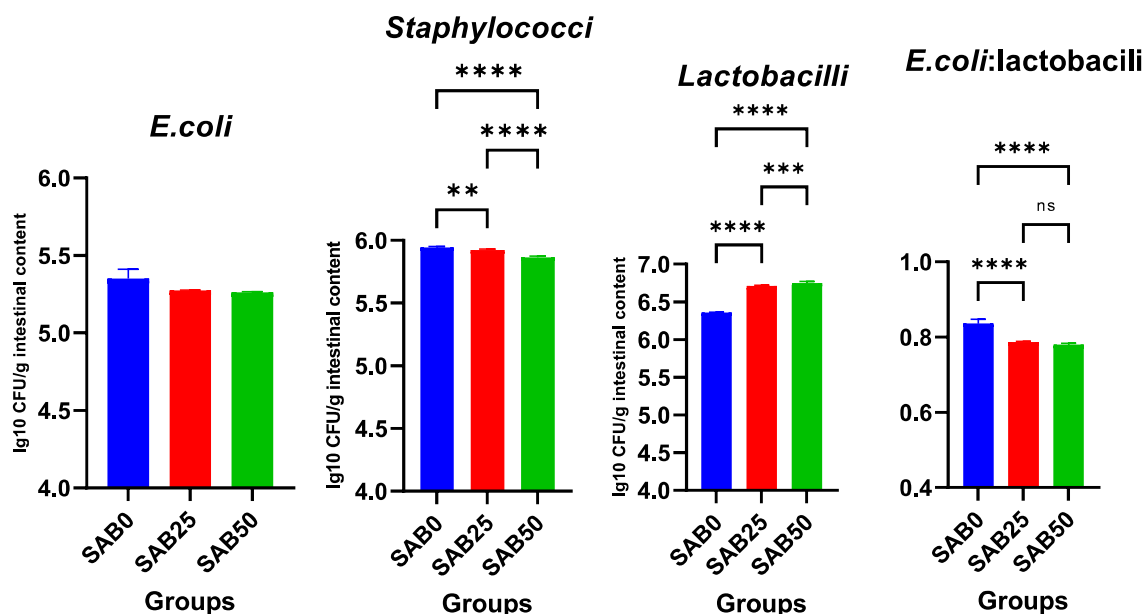 E.coli
lg10 CFU/g intestinal content
6.0
5.5
5.0
4.5
4.0
SAB0
SAB25
SAB50
Groups
Staphylococci
****
****
**
lg10 CFU/g intestinal content
6.0
5.5
5.0
4.5
4.0
SAB0
SAB25
SAB50
Groups
Lactobacilli
****
***
****
lg10 CFU/g intestinal content
7.0
6.5
6.0
5.5
5.0
4.5
4.0
SAB0
SAB25
SAB50
Groups
E.coli:lactobacili
****
ns
****
1.0
0.8
0.6
0.4
SAB0
SAB25
SAB50
Groups